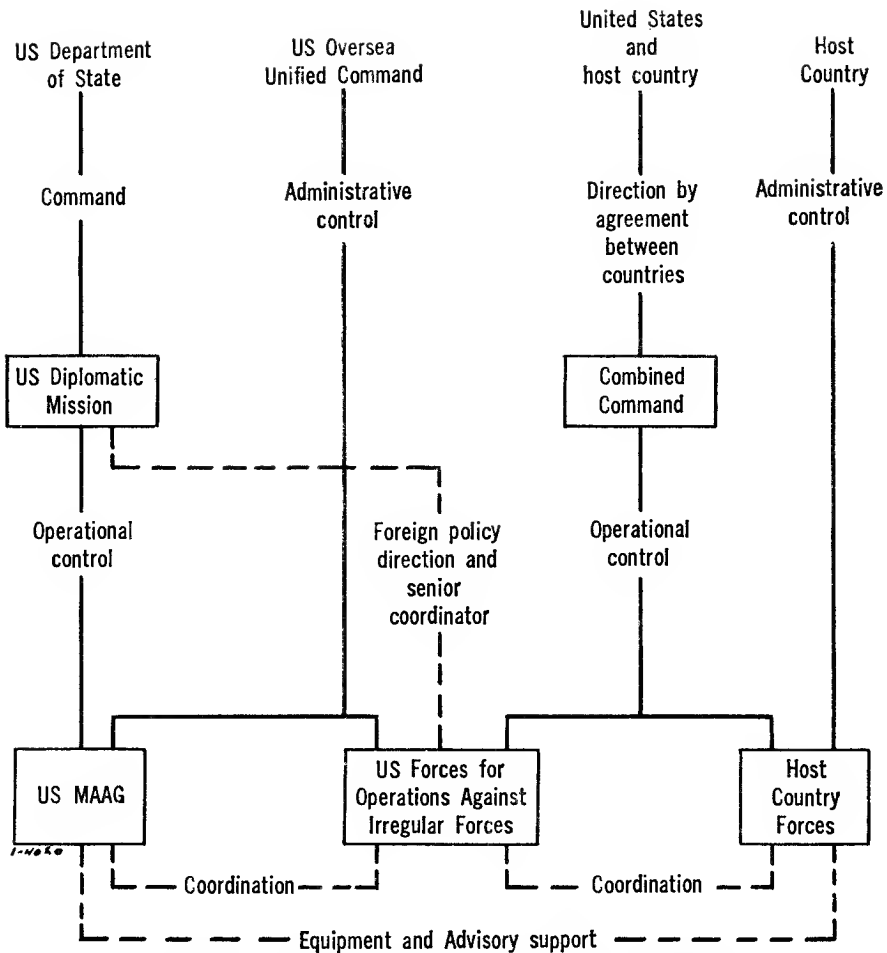 US Department
of State
US Oversea
Unified Command
United States
and
host country
Host
Country
Command
Administrative
control
Direction by
agreement
between
countries
Administrative
control
US Diplomatic
Mission
Combined
Command
Operational
control
Foreign policy
direction and
senior
coordinator
Operational
control
US MAAG
US Forces for
Operations Against
Irregular Forces
Host
Country
Forces
Coordination
Coordination
Equipment and Advisory support